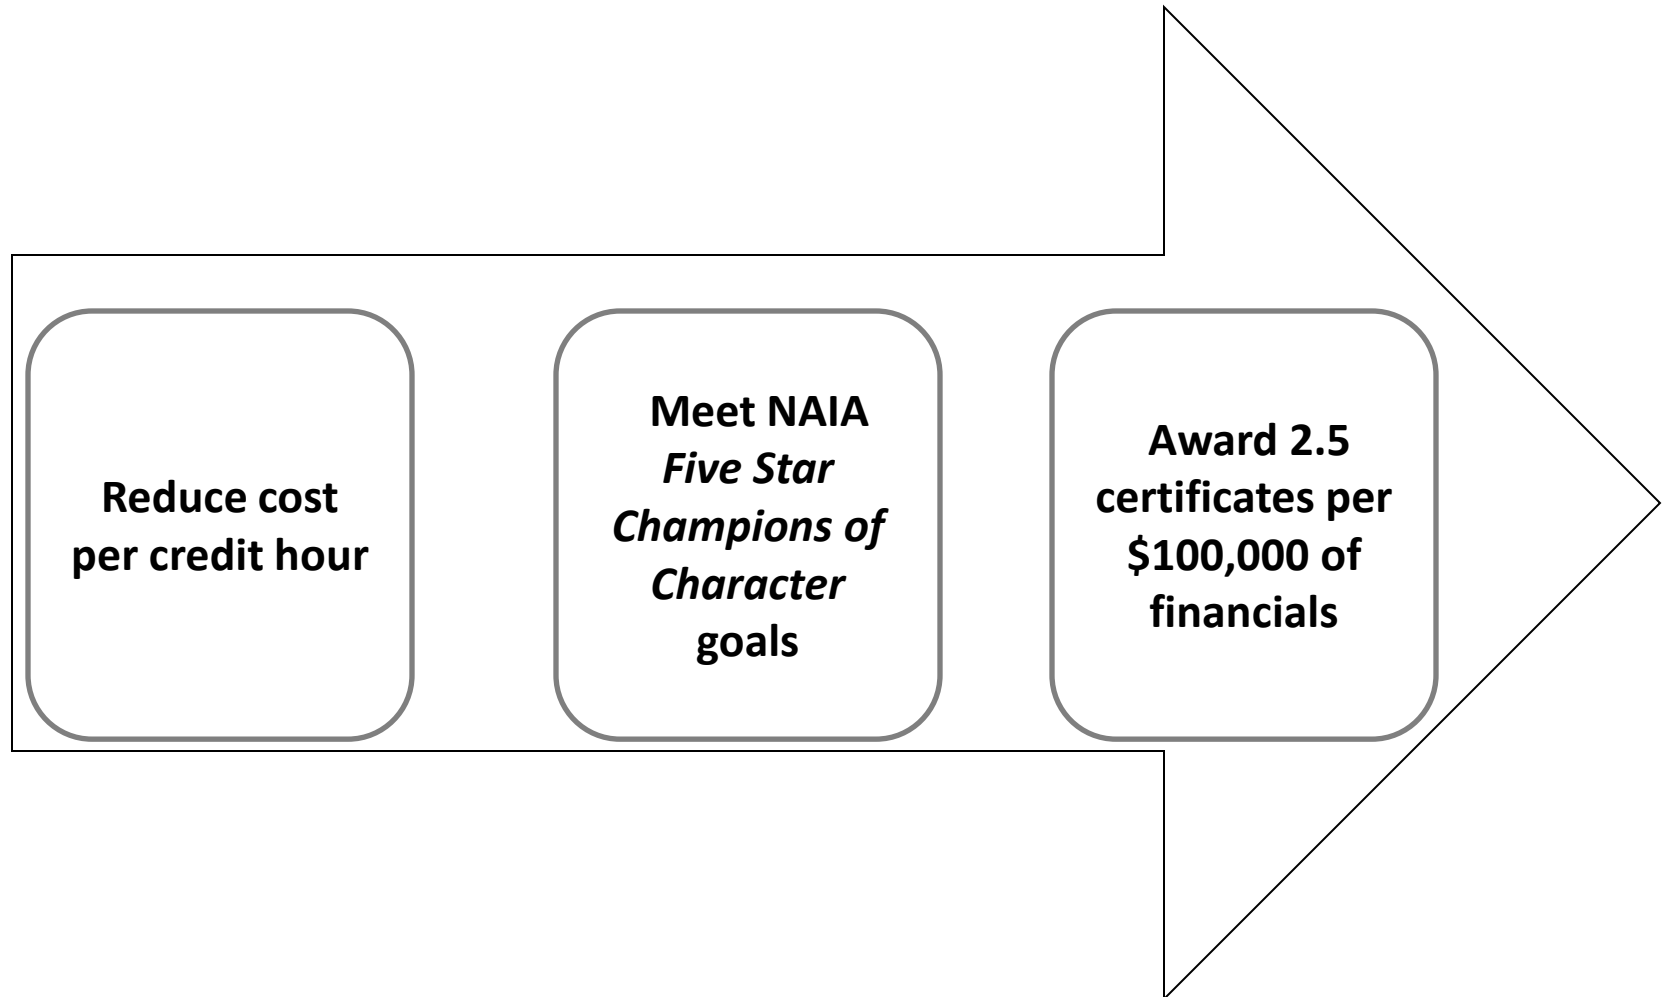 Reduce cost
per credit hour
Meet NAIA
Five Star
Champions of
Character
goals
Award 2.5
certificates per
$100,000 of
financials